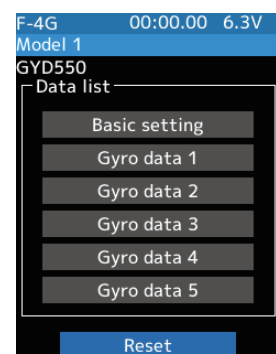 F-4G 00:00.00 6.3V
Model 1
GYD550
Data list
Basic setting
Gyro data 1
Gyro data 2
Gyro data 3
Gyro data 4
Gyro data 5
Reset